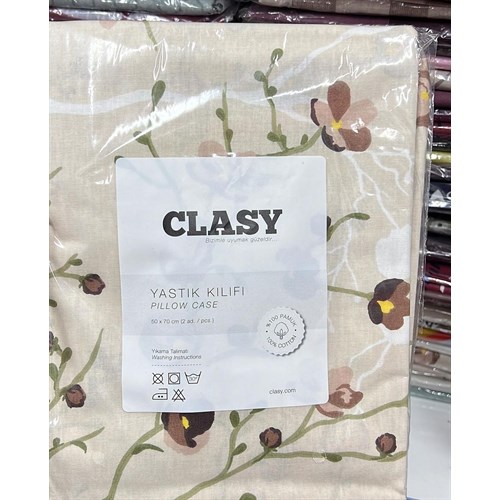 CLASY
Bizimle uyumak güzeldir...
YASTIK KILIFI
PILLOW CASE
50 x 70 cm (2 ad. / pcs.)
%100 PAMUK
100% COTTON
Yıkama Talimatı
Washing Instructions
clasy.com